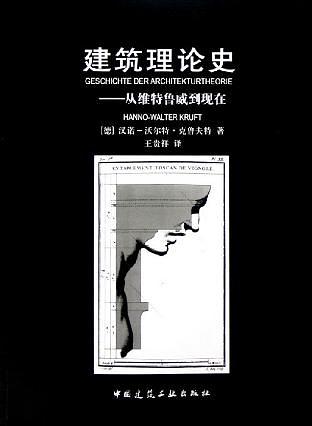 建筑理论史
GESCHICHTE DER ARCHITEKTURTHEORIE
——从维特鲁威到现在
HANNO-WALTER KRUFT
[德] 汉诺－沃尔特·克鲁夫特 著
王贵祥 译
ENTABLEMENT TOSCAN DE VIGNOLE
中国建筑工业出版社